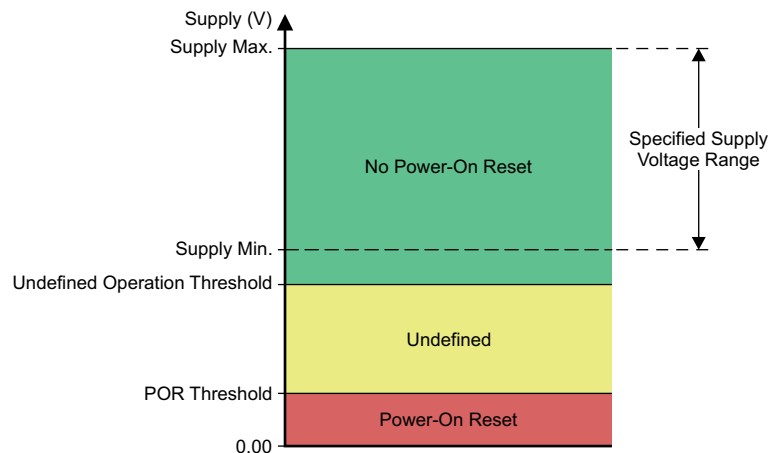 Supply (V)
Supply Max.
No Power-On Reset
Specified Supply
Voltage Range
Supply Min.
Undefined Operation Threshold
Undefined
POR Threshold
Power-On Reset
0.00